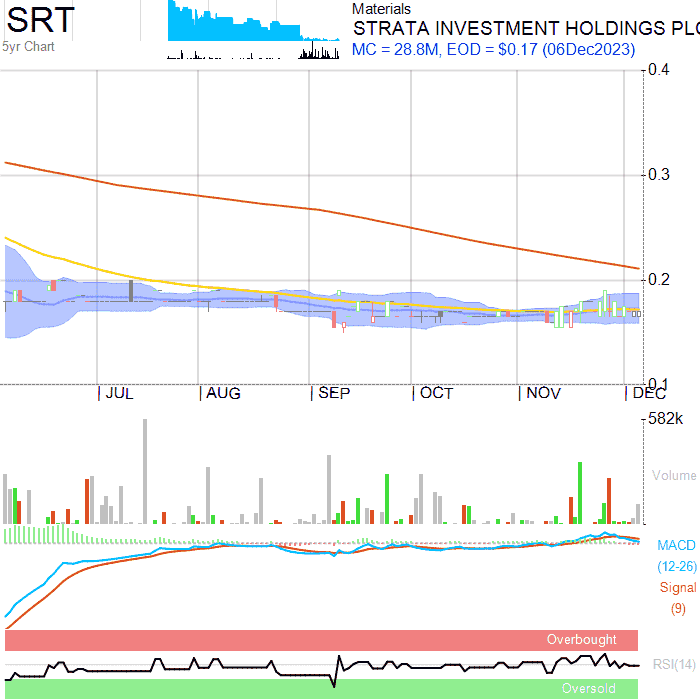 SRT
5yr Chart
Materials
STRATA INVESTMENT HOLDINGS PLC
MC = 28.8M, EOD = $0.17 (06Dec2023)
0.4
0.3
0.2
0.1
JUL AUG SEP OCT NOV DEC
582k
Volume
MACD
(12-26)
Signal
(9)
Overbought
RSI(14)
Oversold